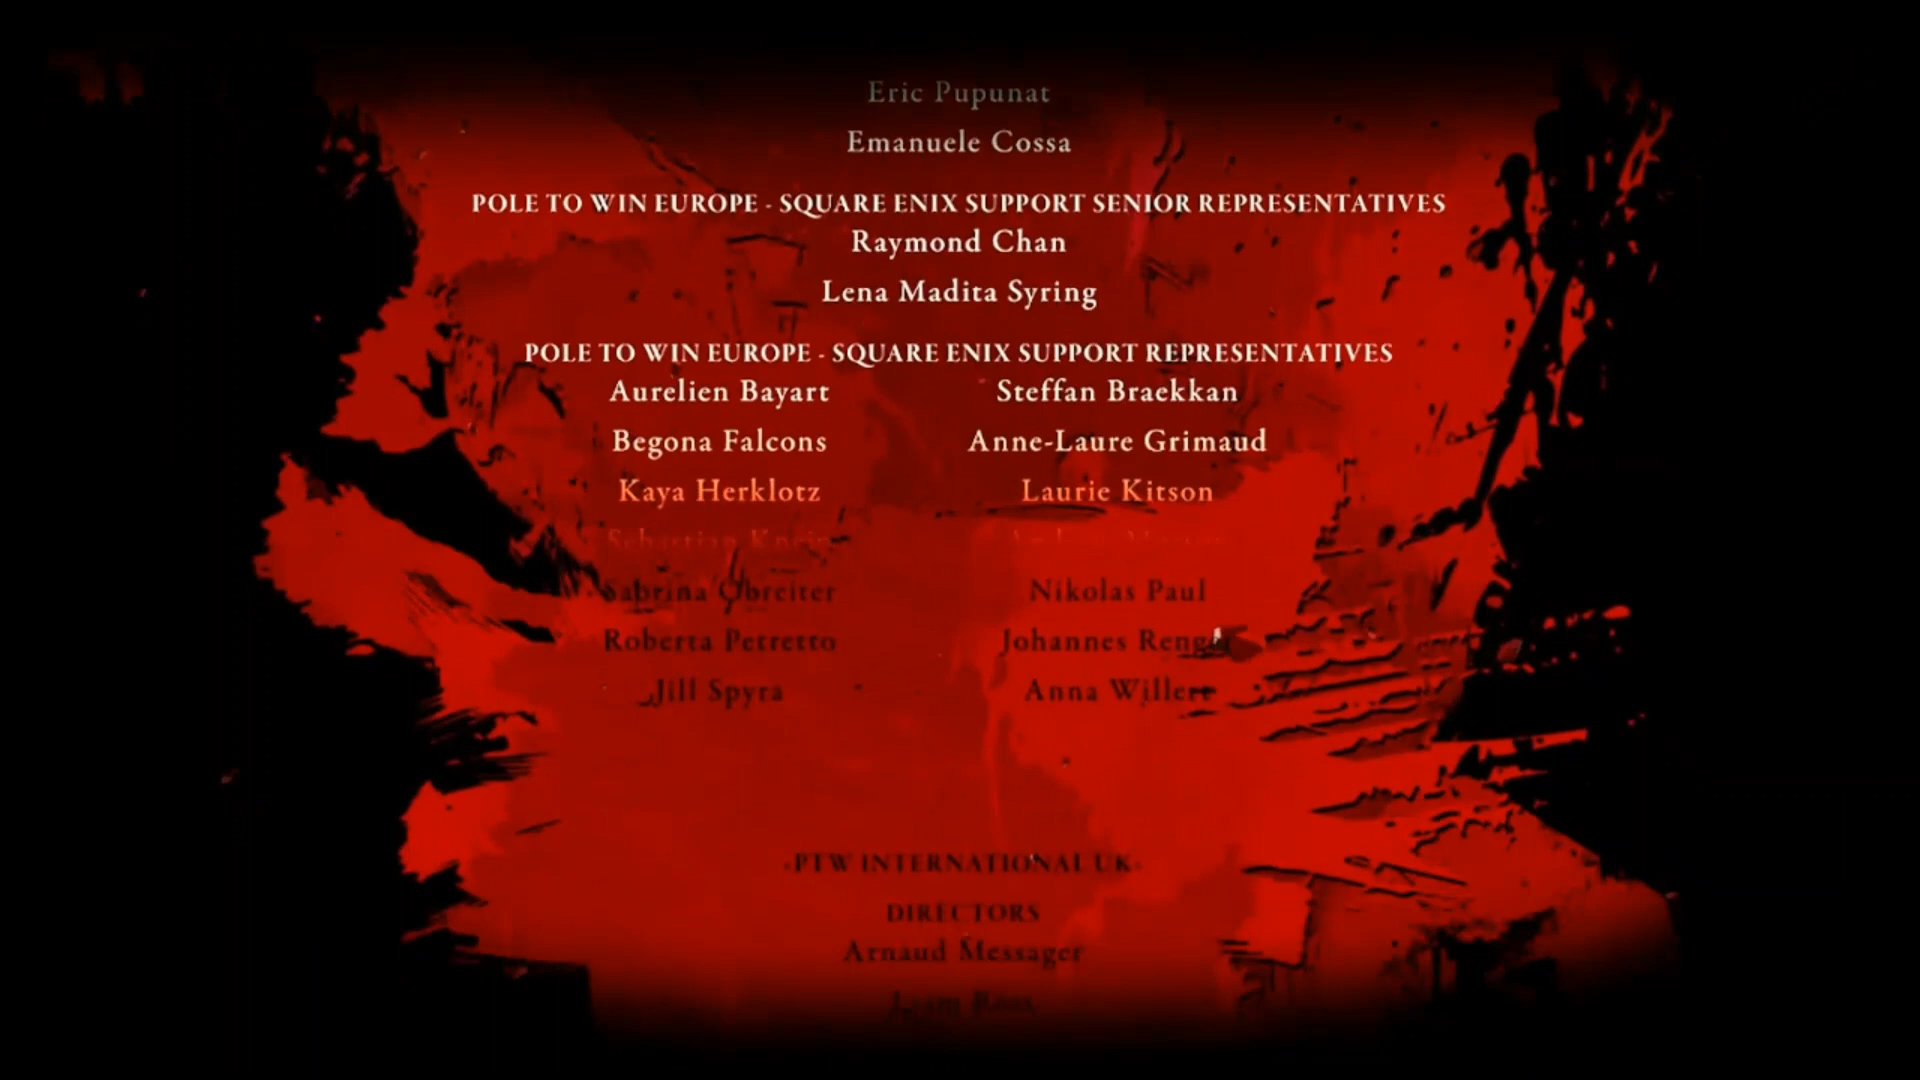 Eric Pupunat
Emanuele Cossa
POLE TO WIN EUROPE - SQUARE ENIX SUPPORT SENIOR REPRESENTATIVES
Raymond Chan
Lena Madita Syring
POLE TO WIN EUROPE - SQUARE ENIX SUPPORT REPRESENTATIVES
Aurelien Bayart Steffan Braekkan
Begona Falcons Anne-Laure Grimaud
Kaya Herklotz Laurie Kitson
Sebastian
Sabrina Obreiter Nikolas Paul
Roberta Petretto Johannes
Jill Spyra Anna
-PTW INTERNATIONAL UK-
DIRECTORS
Arnaud Messager